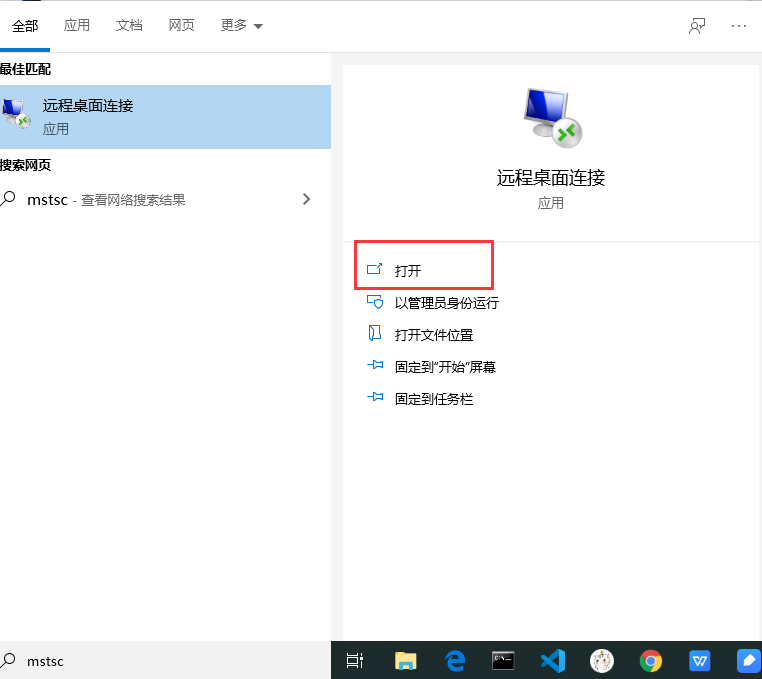 全部 应用 文档 网页 更多
最佳匹配
远程桌面连接
应用
搜索网页
mstsc - 查看网络搜索结果
远程桌面连接
应用
打开
以管理员身份运行
打开文件位置
固定到"开始"屏幕
固定到任务栏
mstsc